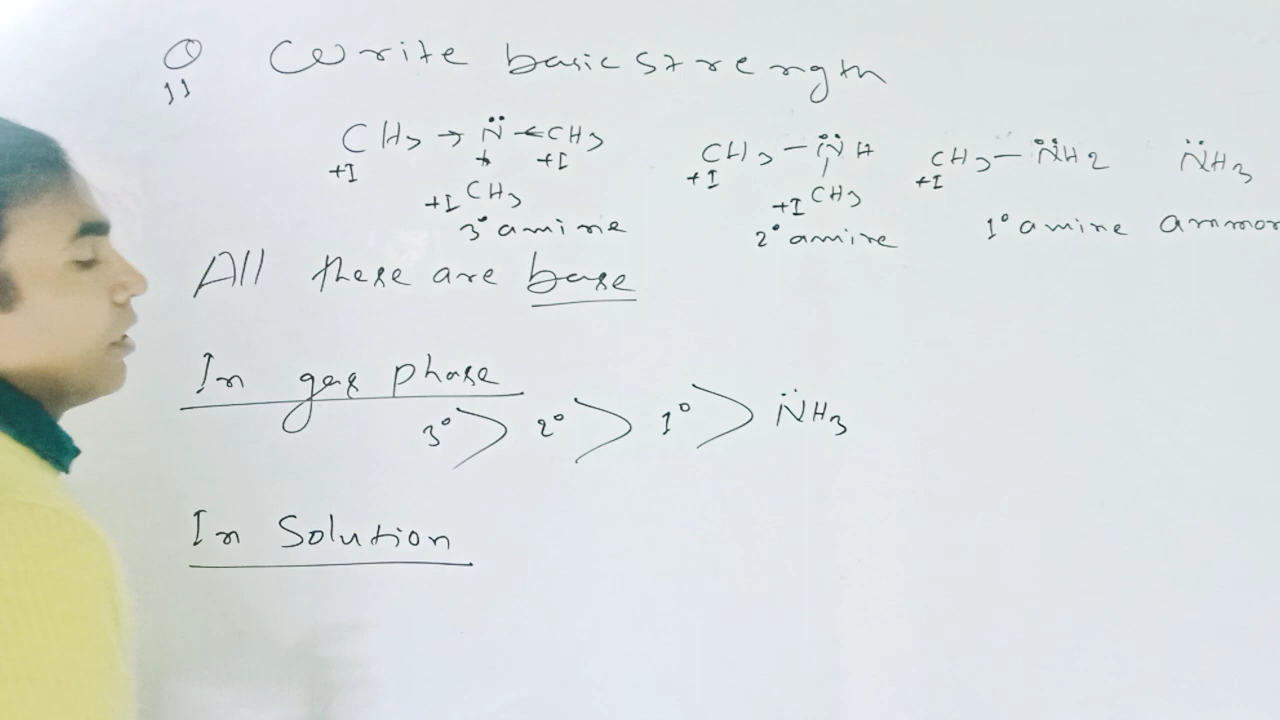 Q Write basic strength
CH3 → N̈ ← CH3 CH3 – N̈H CH3 – N̈H2 N̈H3
+I +I +I +I
+I CH3 +I CH3
3° amine 2° amine 1° amine ammon
All these are base
In gas phase
3° > 2° > 1° > N̈H3
In Solution